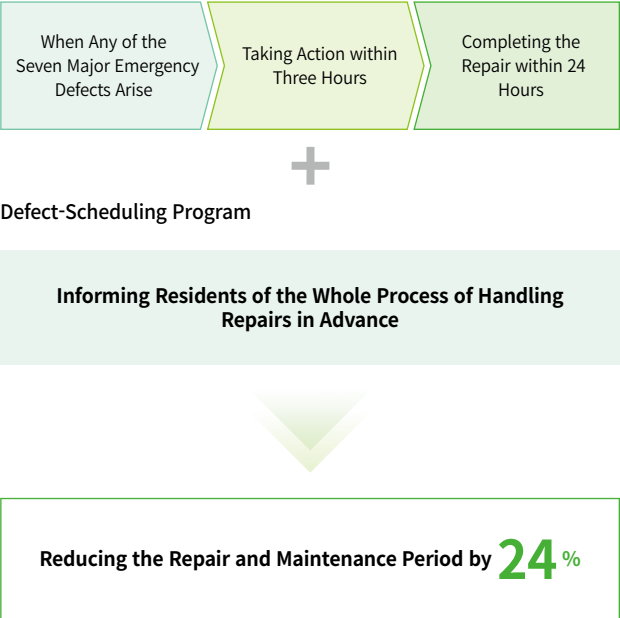 When Any of the
Seven Major Emergency
Defects Arise
Taking Action within
Three Hours
Completing the
Repair within 24
Hours
+
Defect-Scheduling Program
Informing Residents of the Whole Process of Handling
Repairs in Advance
Reducing the Repair and Maintenance Period by 24 %